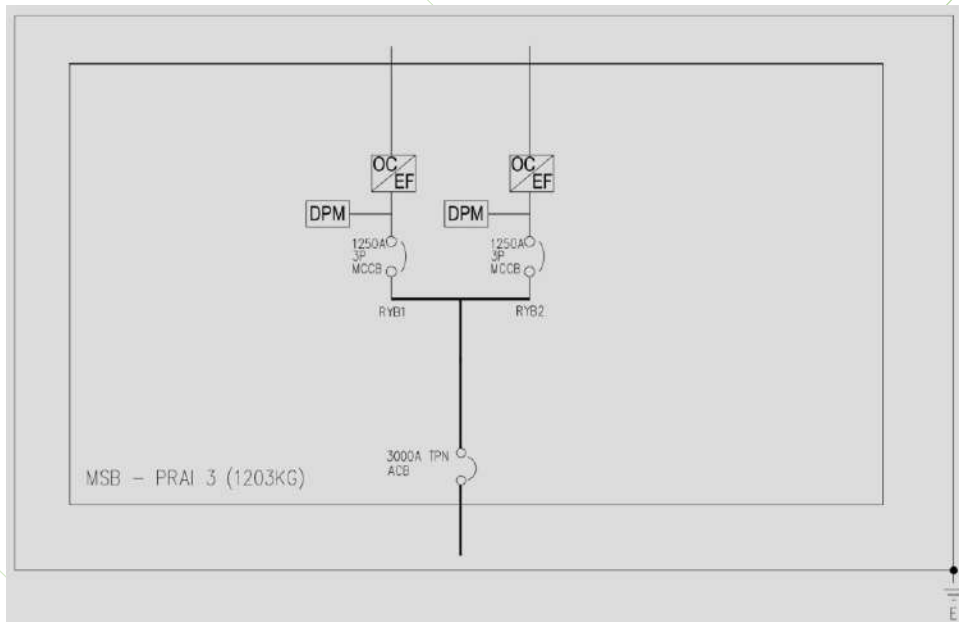 OC
EF
OC
EF
DPM
DPM
1250A
3P
MCCB
1250A
3P
MCCB
RYB1
RYB2
3000A TPN
ACB
MSB - PRAI 3 (1203KG)
E